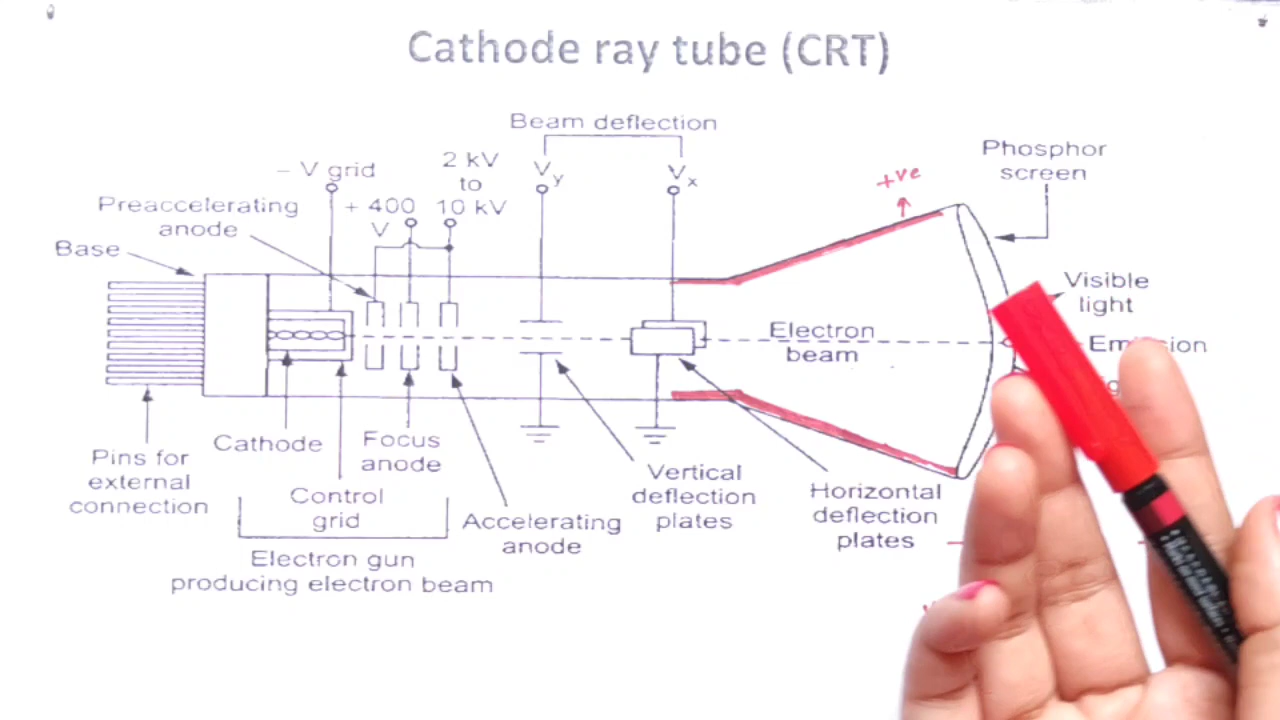 Cathode ray tube (CRT)
Beam deflection
– V grid
2 kV
to
10 kV
Vy
Vx
+ve
Phosphor
screen
Preaccelerating
anode
+ 400
V
Base
Visible
light
Electron
beam
Cathode
Focus
anode
Pins for
external
connection
Control
grid
Vertical
deflection
plates
Horizontal
deflection
plates
Accelerating
anode
Electron gun
producing electron beam